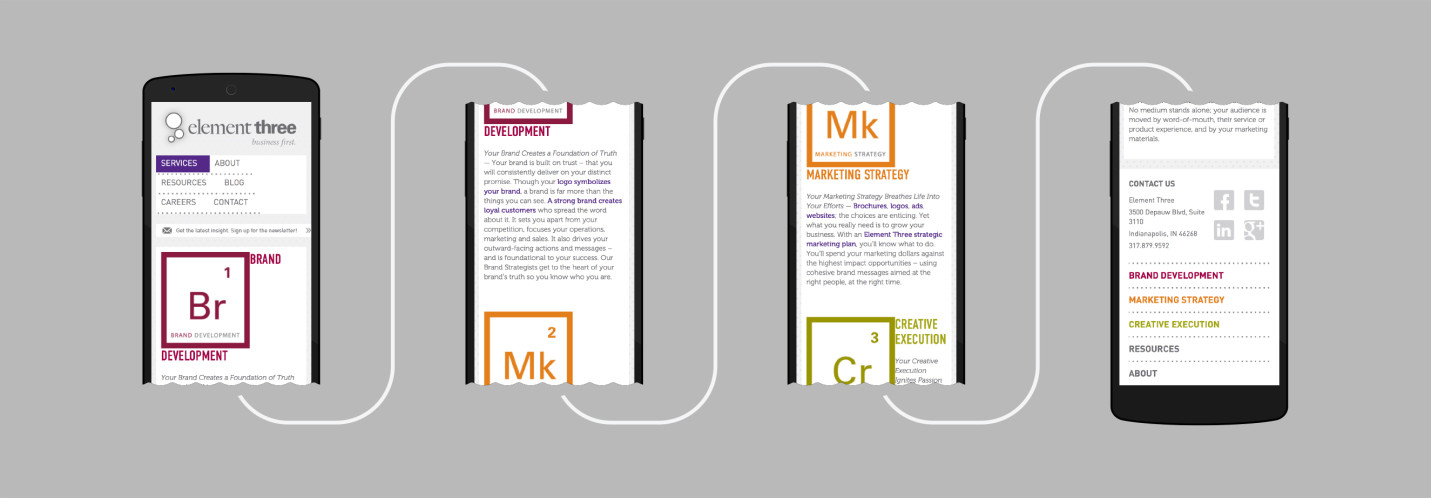 element three
business first.
SERVICES ABOUT
RESOURCES BLOG
CAREERS CONTACT
Get the latest insight. Sign up for the newsletter!
BRAND
1
Br
BRAND DEVELOPMENT
DEVELOPMENT
Your Brand Creates a Foundation of Truth
BRAND DEVELOPMENT
DEVELOPMENT
Your Brand Creates a Foundation of Truth
— Your brand is built on trust – that you
will consistently deliver on your distinct
promise. Though your logo symbolizes
your brand, a brand is far more than the
things you can see. A strong brand creates
loyal customers who spread the word
about it. It sets you apart from your
competition, focuses your operations,
marketing and sales. It also drives your
outward-facing actions and messages –
and is foundational to your success. Our
Brand Strategists get to the heart of your
brand's truth so you know who you are.
2
Mk
Mk
MARKETING STRATEGY
MARKETING STRATEGY
Your Marketing Strategy Breathes Life Into
Your Efforts — Brochures, logos, ads,
websites; the choices are enticing. Yet
what you really need is to grow your
business. With an Element Three strategic
marketing plan, you'll know what to do.
You'll spend your marketing dollars against
the highest impact opportunities – using
cohesive brand messages aimed at the
right people, at the right time.
3
Cr
CREATIVE
EXECUTION
Your Creative
Execution
Ignites Passion
No medium stands alone; your audience is
moved by word-of-mouth, their service or
product experience, and by your marketing
materials.
CONTACT US
Element Three
3500 Depauw Blvd, Suite
3110
Indianapolis, IN 46268
317.879.9592
f t
in g+
BRAND DEVELOPMENT
MARKETING STRATEGY
CREATIVE EXECUTION
RESOURCES
ABOUT